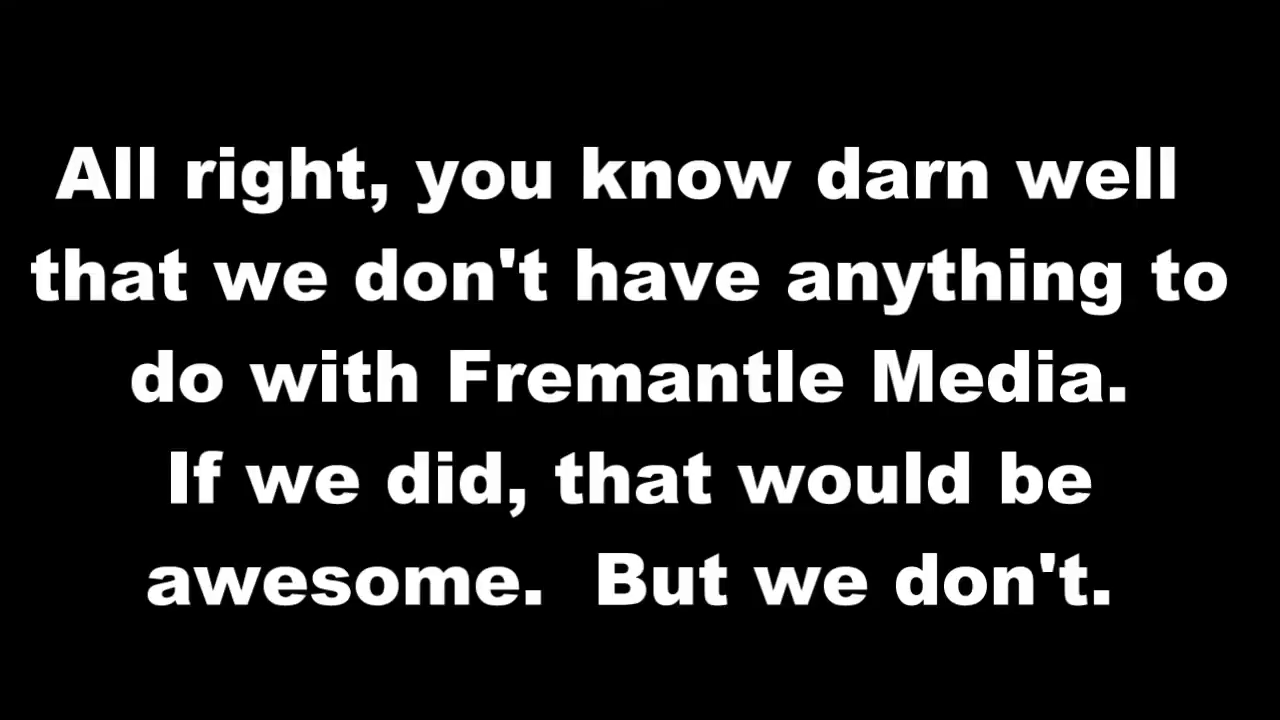 All right, you know darn well
that we don't have anything to
do with Fremantle Media.
If we did, that would be
awesome.  But we don't.